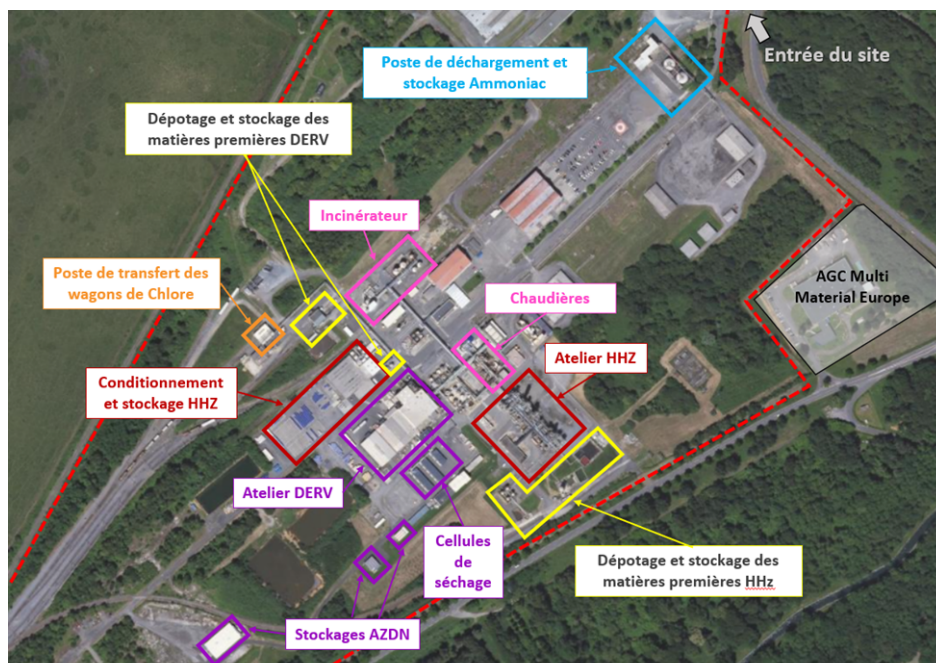 Entrée du site
Poste de déchargement et
stockage Ammoniac
Dépotage et stockage des
matières premières DERV
Incinérateur
Poste de transfert des
wagons de Chlore
AGC Multi
Material Europe
Chaudières
Atelier HHZ
Conditionnement
et stockage HHZ
Atelier DERV
Cellules
de
séchage
Dépotage et stockage des
matières premières HHz
Stockages AZDN